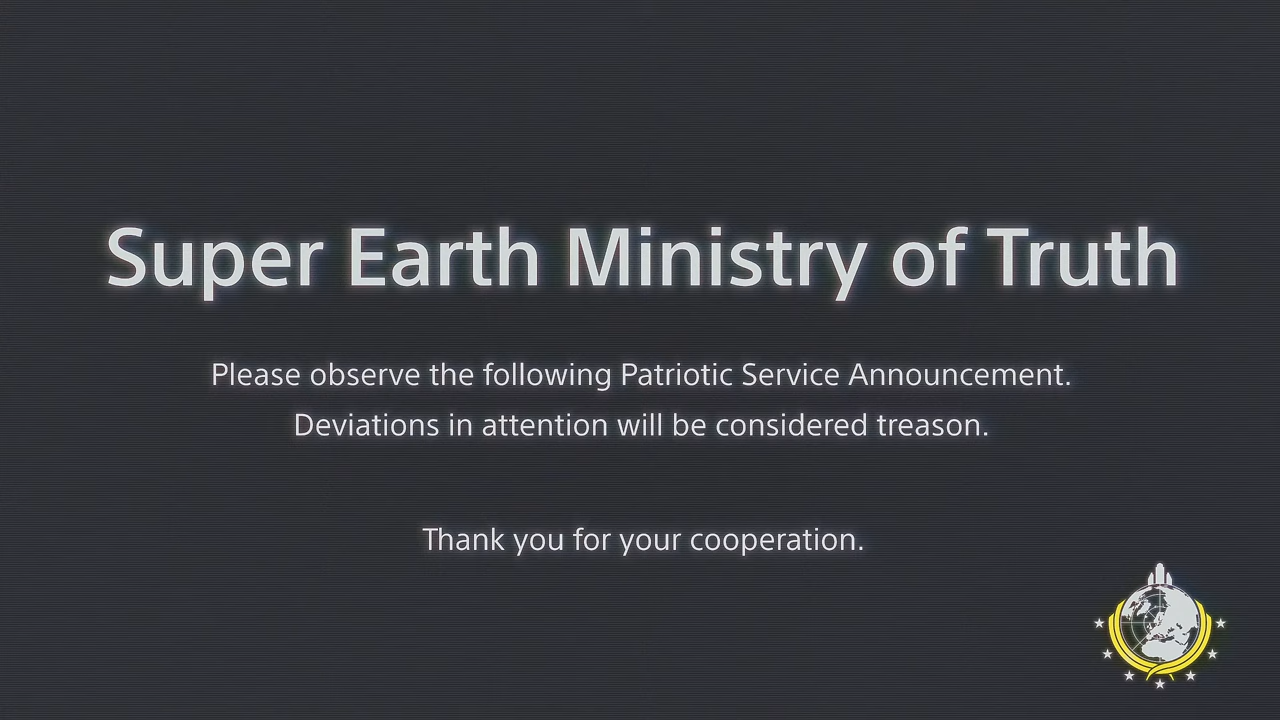 Super Earth Ministry of Truth
Please observe the following Patriotic Service Announcement.
Deviations in attention will be considered treason.
Thank you for your cooperation.